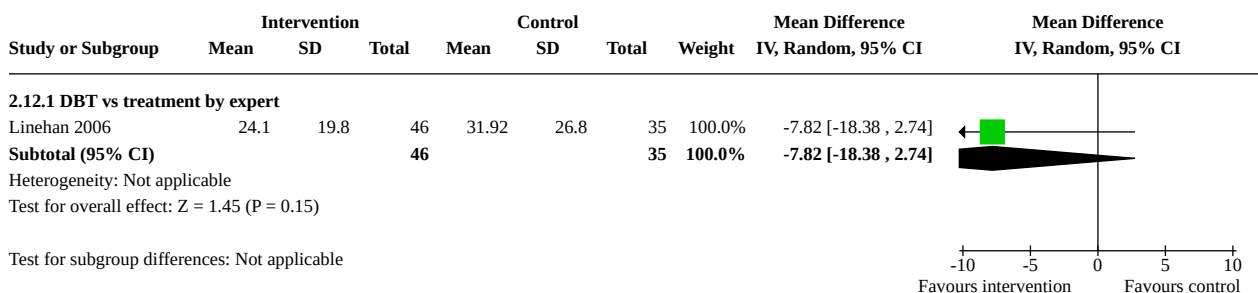 Intervention Control Mean Difference Mean Difference
Study or Subgroup Mean SD Total Mean SD Total Weight IV, Random, 95% CI IV, Random, 95% CI
2.12.1 DBT vs treatment by expert
Linehan 2006 24.1 19.8 46 31.92 26.8 35 100.0% -7.82 [-18.38 , 2.74]
Subtotal (95% CI) 46 35 100.0% -7.82 [-18.38 , 2.74]
Heterogeneity: Not applicable
Test for overall effect: Z = 1.45 (P = 0.15)
Test for subgroup differences: Not applicable
-10 -5 0 5 10
Favours intervention Favours control